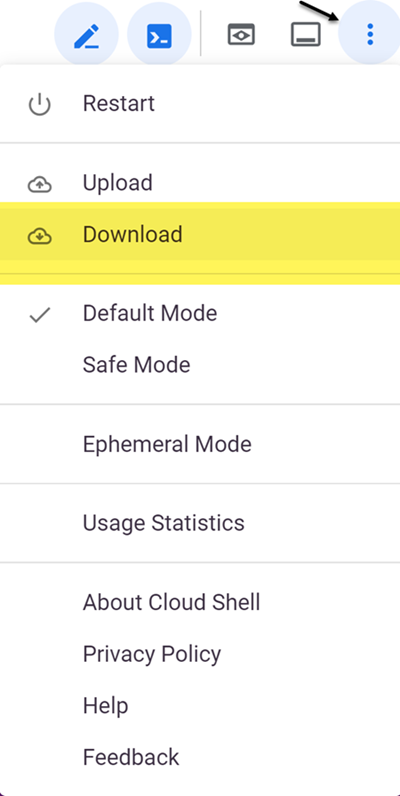 Restart
Upload
Download
Default Mode
Safe Mode
Ephemeral Mode
Usage Statistics
About Cloud Shell
Privacy Policy
Help
Feedback